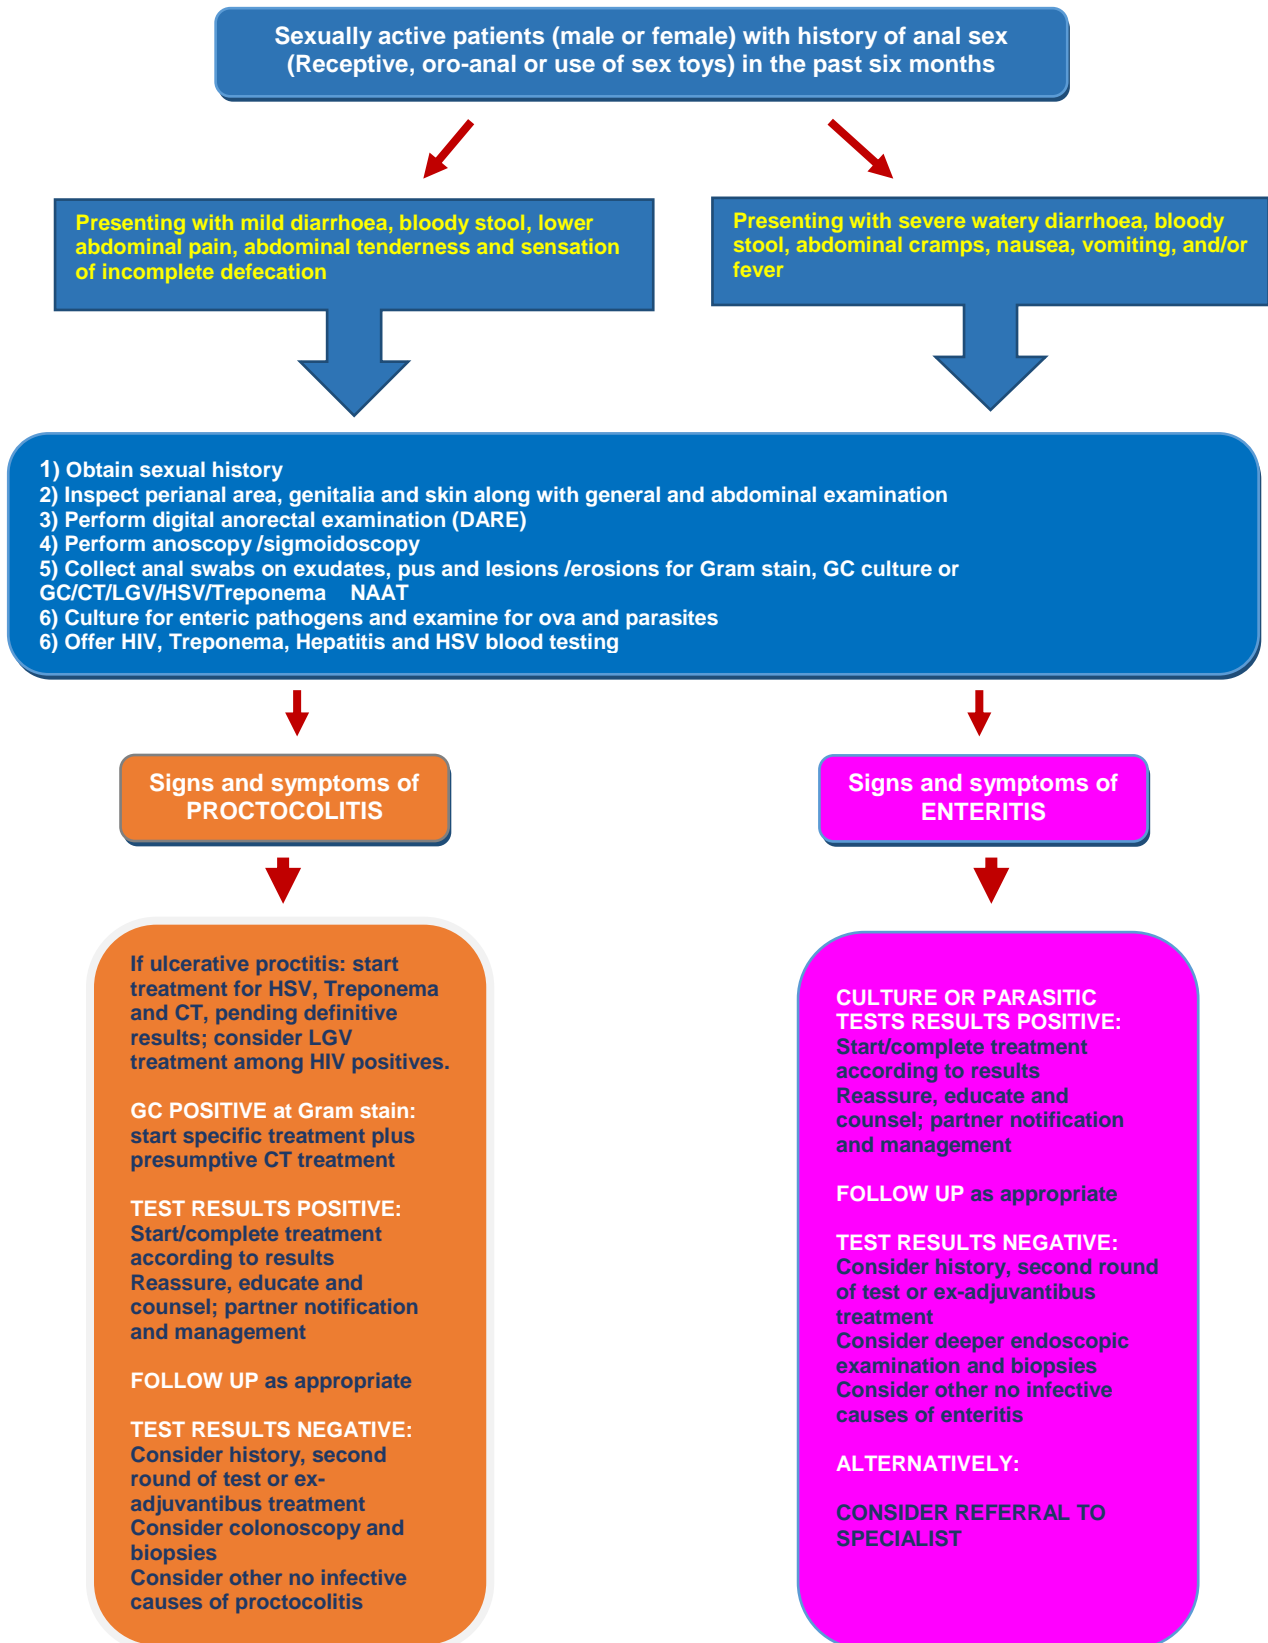 Sexually active patients (male or female) with history of anal sex
(Receptive, oro-anal or use of sex toys) in the past six months
Presenting with mild diarrhoea, bloody stool, lower
abdominal pain, abdominal tenderness and sensation
of incomplete defecation
Presenting with severe watery diarrhoea, bloody
stool, abdominal cramps, nausea, vomiting, and/or
fever
1) Obtain sexual history
2) Inspect perianal area, genitalia and skin along with general and abdominal examination
3) Perform digital anorectal examination (DARE)
4) Perform anoscopy /sigmoidoscopy
5) Collect anal swabs on exudates, pus and lesions /erosions for Gram stain, GC culture or
GC/CT/LGV/HSV/Treponema NAAT
6) Culture for enteric pathogens and examine for ova and parasites
6) Offer HIV, Treponema, Hepatitis and HSV blood testing
Signs and symptoms of
PROCTOCOLITIS
Signs and symptoms of
ENTERITIS
If ulcerative proctitis: start
treatment for HSV, Treponema
and CT, pending definitive
results; consider LGV
treatment among HIV positives.
GC POSITIVE at Gram stain:
start specific treatment plus
presumptive CT treatment
TEST RESULTS POSITIVE:
Start/complete treatment
according to results
Reassure, educate and
counsel; partner notification
and management
FOLLOW UP as appropriate
TEST RESULTS NEGATIVE:
Consider history, second
round of test or ex-
adjuvantibus treatment
Consider colonoscopy and
biopsies
Consider other no infective
causes of proctocolitis
CULTURE OR PARASITIC
TESTS RESULTS POSITIVE:
Start/complete treatment
according to results
Reassure, educate and
counsel; partner notification
and management
FOLLOW UP as appropriate
TEST RESULTS NEGATIVE:
Consider history, second round
of test or ex-adjuvantibus
treatment
Consider deeper endoscopic
examination and biopsies
Consider other no infective
causes of enteritis
ALTERNATIVELY:
CONSIDER REFERRAL TO
SPECIALIST